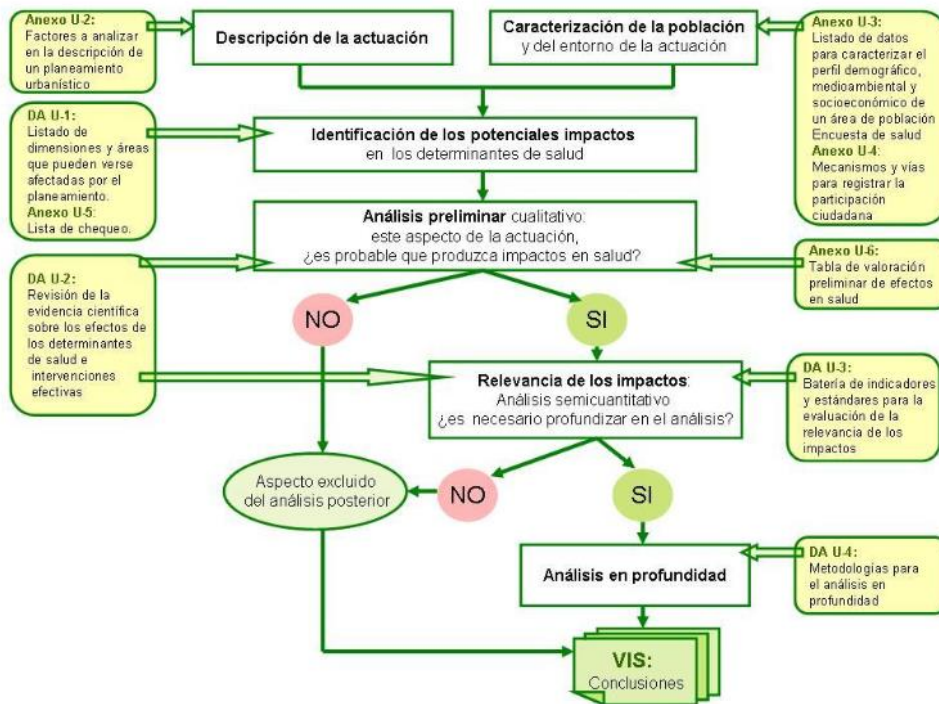 Anexo U-2:
Factores a analizar
en la descripción de
un planeamiento
urbanístico
Descripción de la actuación
Caracterización de la población
y del entorno de la actuación
Anexo U-3:
Listado de datos
para caracterizar el
perfil demográfico,
medioambiental y
socioeconómico de
un área de población
Encuesta de salud
Anexo U-4:
Mecanismos y vías
para registrar la
participación
ciudadana
DA U-1:
Listado de
dimensiones y áreas
que pueden verse
afectadas por el
planeamiento.
Anexo U-5:
Lista de chequeo.
Identificación de los potenciales impactos
en los determinantes de salud
Análisis preliminar cualitativo:
este aspecto de la actuación,
¿es probable que produzca impactos en salud?
Anexo U-6:
Tabla de valoración
preliminar de efectos
en salud
DA U-2:
Revisión de la
evidencia científica
sobre los efectos de
los determinantes
de salud e
intervenciones
efectivas
NO
SI
Relevancia de los impactos:
Análisis semicuantitativo
¿es necesario profundizar en el análisis?
DA U-3:
Batería de indicadores
y estándares para la
evaluación de la
relevancia de los
impactos
Aspecto excluido
del análisis posterior
NO
SI
Análisis en profundidad
DA U-4:
Metodologías para
el análisis en
profundidad
VIS:
Conclusiones